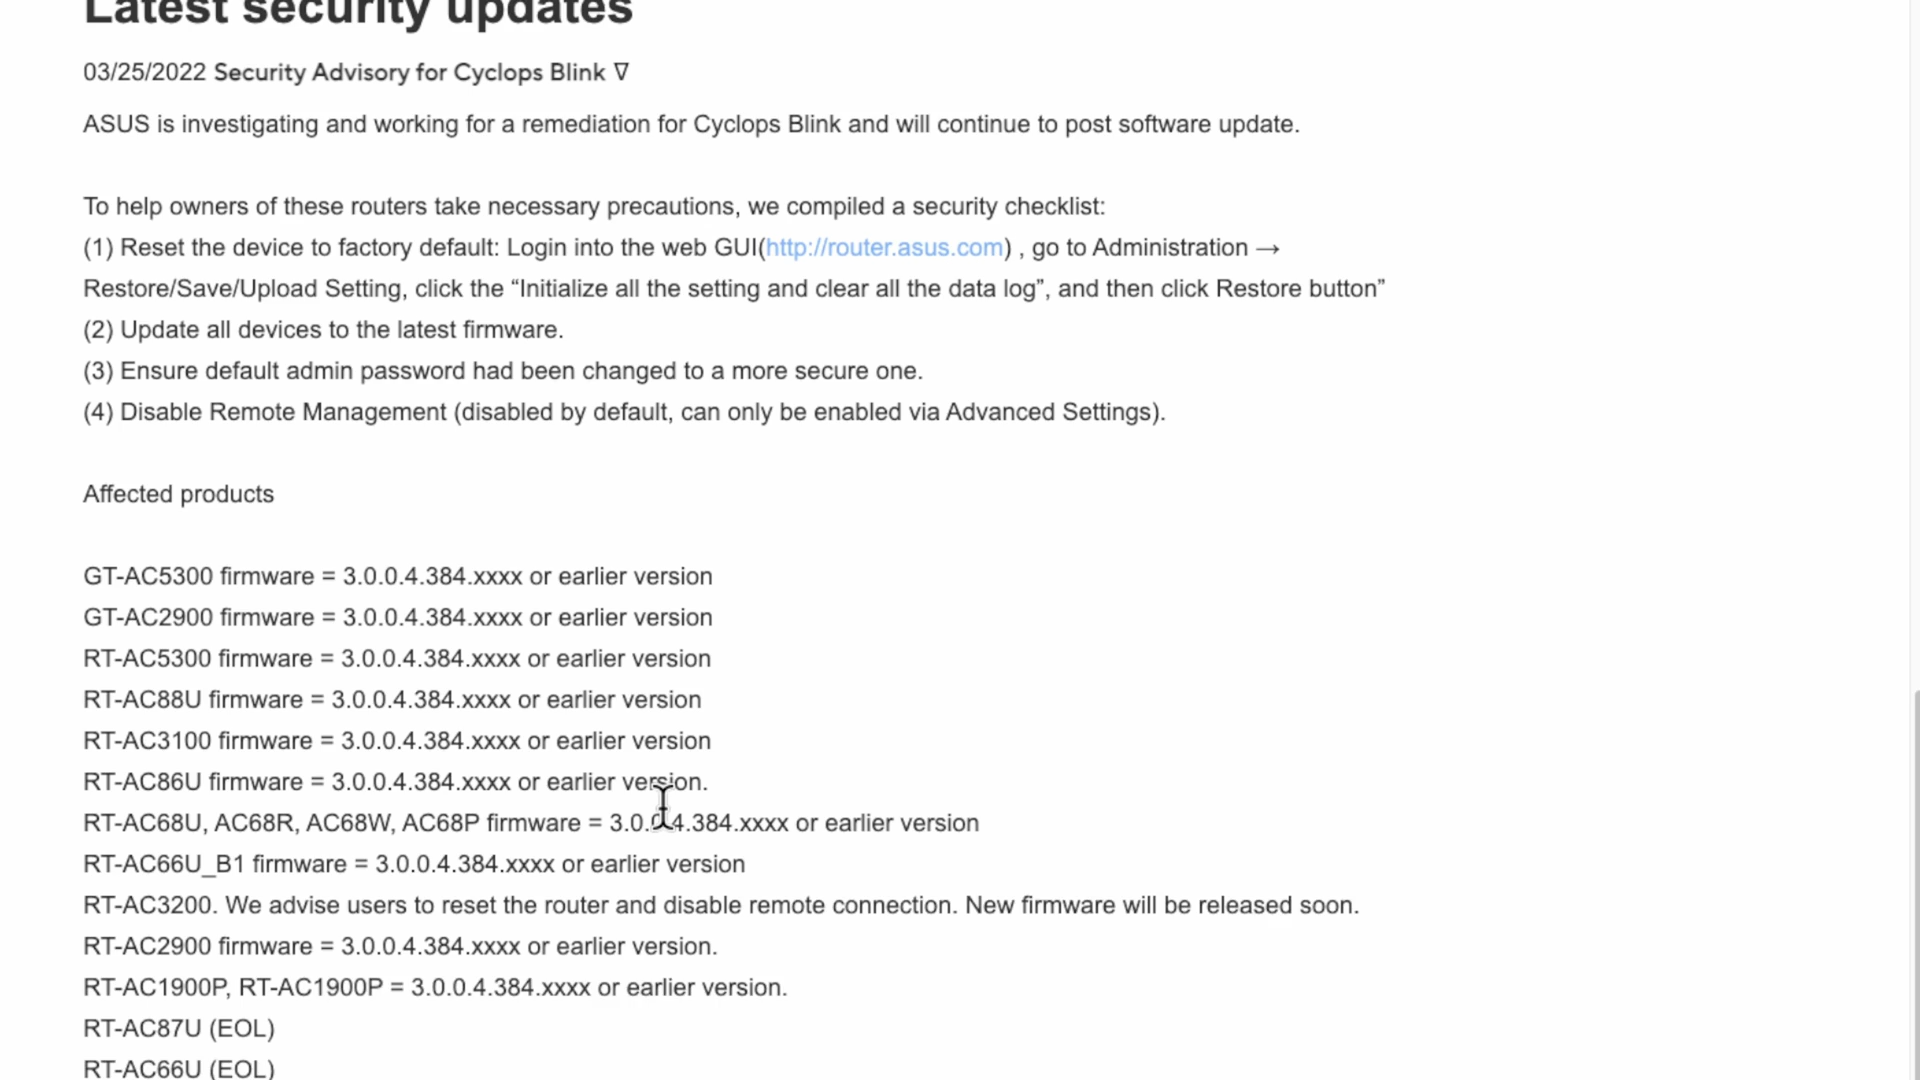 Latest security updates
03/25/2022 Security Advisory for Cyclops Blink ∇
ASUS is investigating and working for a remediation for Cyclops Blink and will continue to post software update.
To help owners of these routers take necessary precautions, we compiled a security checklist:
(1) Reset the device to factory default: Login into the web GUI(http://router.asus.com) , go to Administration →
Restore/Save/Upload Setting, click the “Initialize all the setting and clear all the data log”, and then click Restore button”
(2) Update all devices to the latest firmware.
(3) Ensure default admin password had been changed to a more secure one.
(4) Disable Remote Management (disabled by default, can only be enabled via Advanced Settings).
Affected products
GT-AC5300 firmware = 3.0.0.4.384.xxxx or earlier version
GT-AC2900 firmware = 3.0.0.4.384.xxxx or earlier version
RT-AC5300 firmware = 3.0.0.4.384.xxxx or earlier version
RT-AC88U firmware = 3.0.0.4.384.xxxx or earlier version
RT-AC3100 firmware = 3.0.0.4.384.xxxx or earlier version
RT-AC86U firmware = 3.0.0.4.384.xxxx or earlier version.
RT-AC68U, AC68R, AC68W, AC68P firmware = 3.0.0.4.384.xxxx or earlier version
RT-AC66U_B1 firmware = 3.0.0.4.384.xxxx or earlier version
RT-AC3200. We advise users to reset the router and disable remote connection. New firmware will be released soon.
RT-AC2900 firmware = 3.0.0.4.384.xxxx or earlier version.
RT-AC1900P, RT-AC1900P = 3.0.0.4.384.xxxx or earlier version.
RT-AC87U (EOL)
RT-AC66U (EOL)